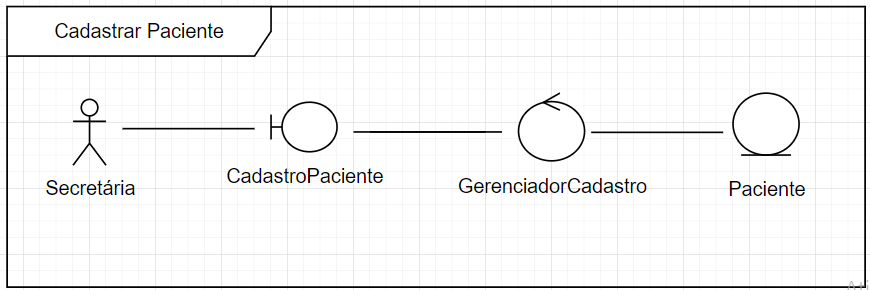 Cadastrar Paciente
Secretária
CadastroPaciente
GerenciadorCadastro
Paciente